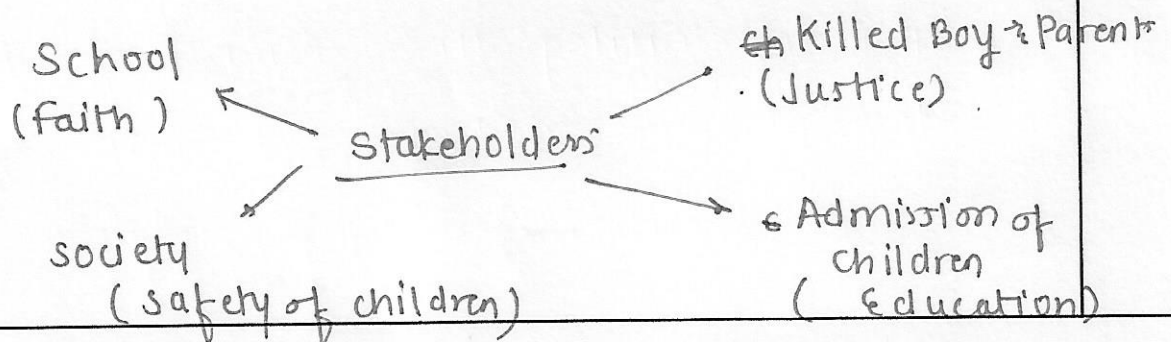 School
(Faith)
Stakeholders
Killed Boy & Parents
(Justice)
society
(safety of children)
Admission of
children
(Education)